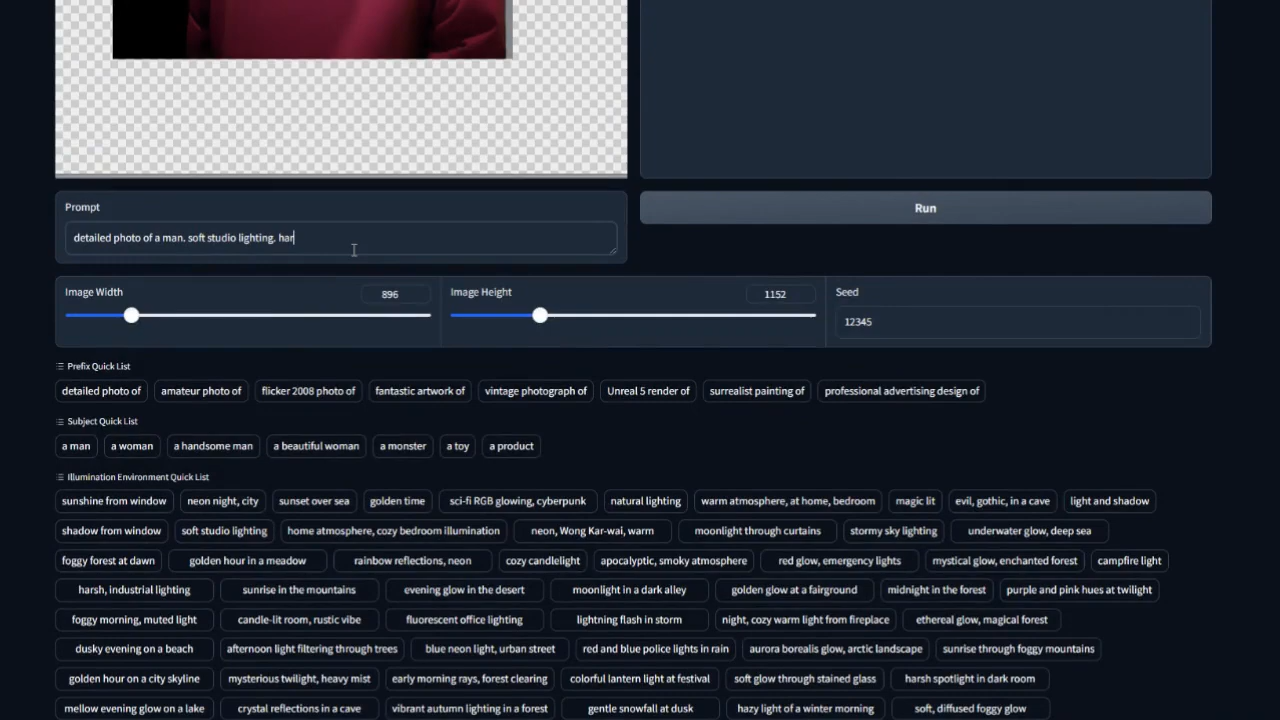 Prompt
Run
detailed photo of a man. soft studio lighting. har
Image Width
896
Image Height
1152
Seed
12345
Prefix Quick List
detailed photo of amateur photo of flicker 2008 photo of fantastic artwork of vintage photograph of Unreal 5 render of surrealist painting of professional advertising design of
Subject Quick List
a man a woman a handsome man a beautiful woman a monster a toy a product
Illumination Environment Quick List
sunshine from window neon night, city sunset over sea golden time sci-fi RGB glowing, cyberpunk natural lighting warm atmosphere, at home, bedroom magic lit evil, gothic, in a cave light and shadow
shadow from window soft studio lighting home atmosphere, cozy bedroom illumination neon, Wong Kar-wai, warm moonlight through curtains stormy sky lighting underwater glow, deep sea
foggy forest at dawn golden hour in a meadow rainbow reflections, neon cozy candlelight apocalyptic, smoky atmosphere red glow, emergency lights mystical glow, enchanted forest campfire light
harsh, industrial lighting sunrise in the mountains evening glow in the desert moonlight in a dark alley golden glow at a fairground midnight in the forest purple and pink hues at twilight
foggy morning, muted light candle-lit room, rustic vibe fluorescent office lighting lightning flash in storm night, cozy warm light from fireplace ethereal glow, magical forest
dusky evening on a beach afternoon light filtering through trees blue neon light, urban street red and blue police lights in rain aurora borealis glow, arctic landscape sunrise through foggy mountains
golden hour on a city skyline mysterious twilight, heavy mist early morning rays, forest clearing colorful lantern light at festival soft glow through stained glass harsh spotlight in dark room
mellow evening glow on a lake crystal reflections in a cave vibrant autumn lighting in a forest gentle snowfall at dusk hazy light of a winter morning soft, diffused foggy glow